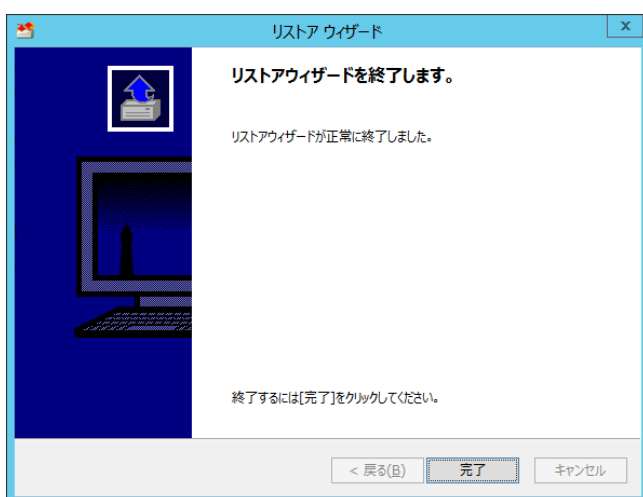 リストア ウィザード
x
リストアウィザードを終了します。
リストアウィザードが正常に終了しました。
終了するには[完了]をクリックしてください。
< 戻る(B)
完了
キャンセル